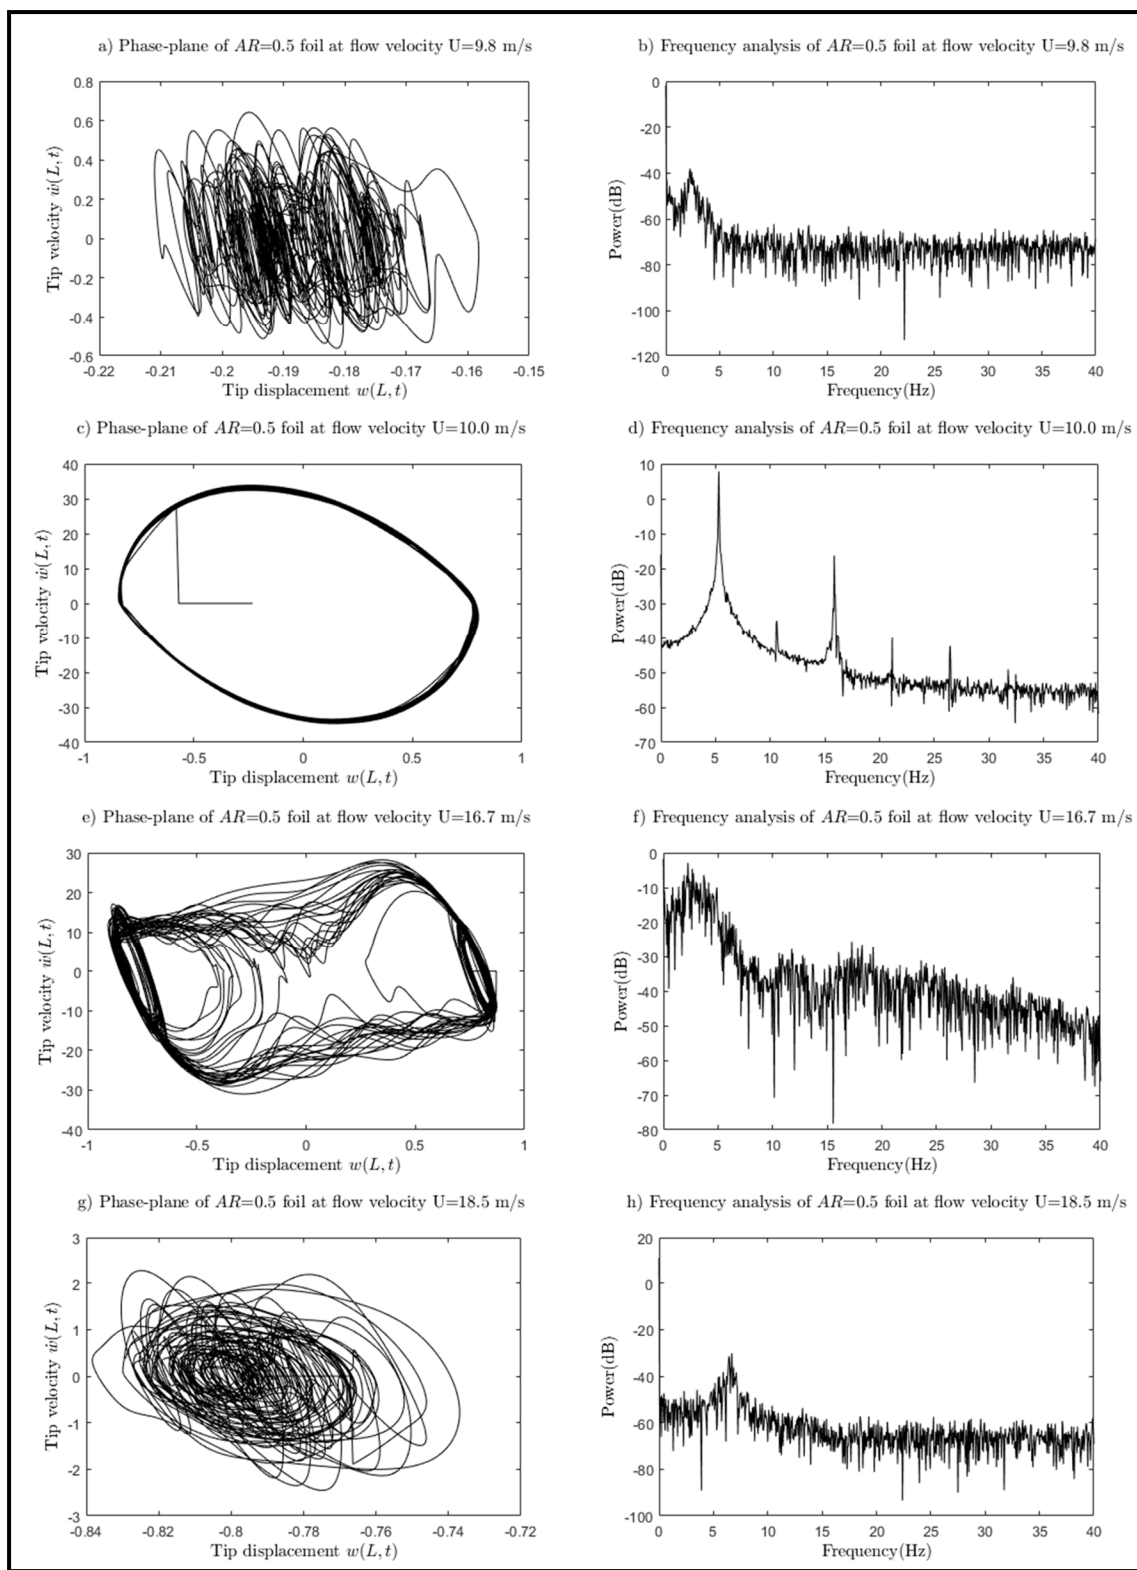 a) Phase-plane of AR=0.5 foil at flow velocity U=9.8 m/s
b) Frequency analysis of AR=0.5 foil at flow velocity U=9.8 m/s
0.8
0.6
0.4
0.2
0
-0.2
-0.4
-0.6
Tip velocity ẇ(L, t)
-0.22 -0.21 -0.2 -0.19 -0.18 -0.17 -0.16 -0.15
Tip displacement w(L, t)
0
-20
-40
-60
-80
-100
-120
Power(dB)
0 5 10 15 20 25 30 35 40
Frequency(Hz)
c) Phase-plane of AR=0.5 foil at flow velocity U=10.0 m/s
d) Frequency analysis of AR=0.5 foil at flow velocity U=10.0 m/s
40
30
20
10
0
-10
-20
-30
-40
Tip velocity ẇ(L, t)
-1 -0.5 0 0.5 1
Tip displacement w(L, t)
10
0
-10
-20
-30
-40
-50
-60
-70
Power(dB)
0 5 10 15 20 25 30 35 40
Frequency(Hz)
e) Phase-plane of AR=0.5 foil at flow velocity U=16.7 m/s
f) Frequency analysis of AR=0.5 foil at flow velocity U=16.7 m/s
30
20
10
0
-10
-20
-30
-40
Tip velocity ẇ(L, t)
-1 -0.5 0 0.5 1
Tip displacement w(L, t)
0
-10
-20
-30
-40
-50
-60
-70
-80
Power(dB)
0 5 10 15 20 25 30 35 40
Frequency(Hz)
g) Phase-plane of AR=0.5 foil at flow velocity U=18.5 m/s
h) Frequency analysis of AR=0.5 foil at flow velocity U=18.5 m/s
3
2
1
0
-1
-2
-3
Tip velocity ẇ(L, t)
-0.84 -0.82 -0.8 -0.78 -0.76 -0.74 -0.72
Tip displacement w(L, t)
20
0
-20
-40
-60
-80
-100
Power(dB)
0 5 10 15 20 25 30 35 40
Frequency(Hz)